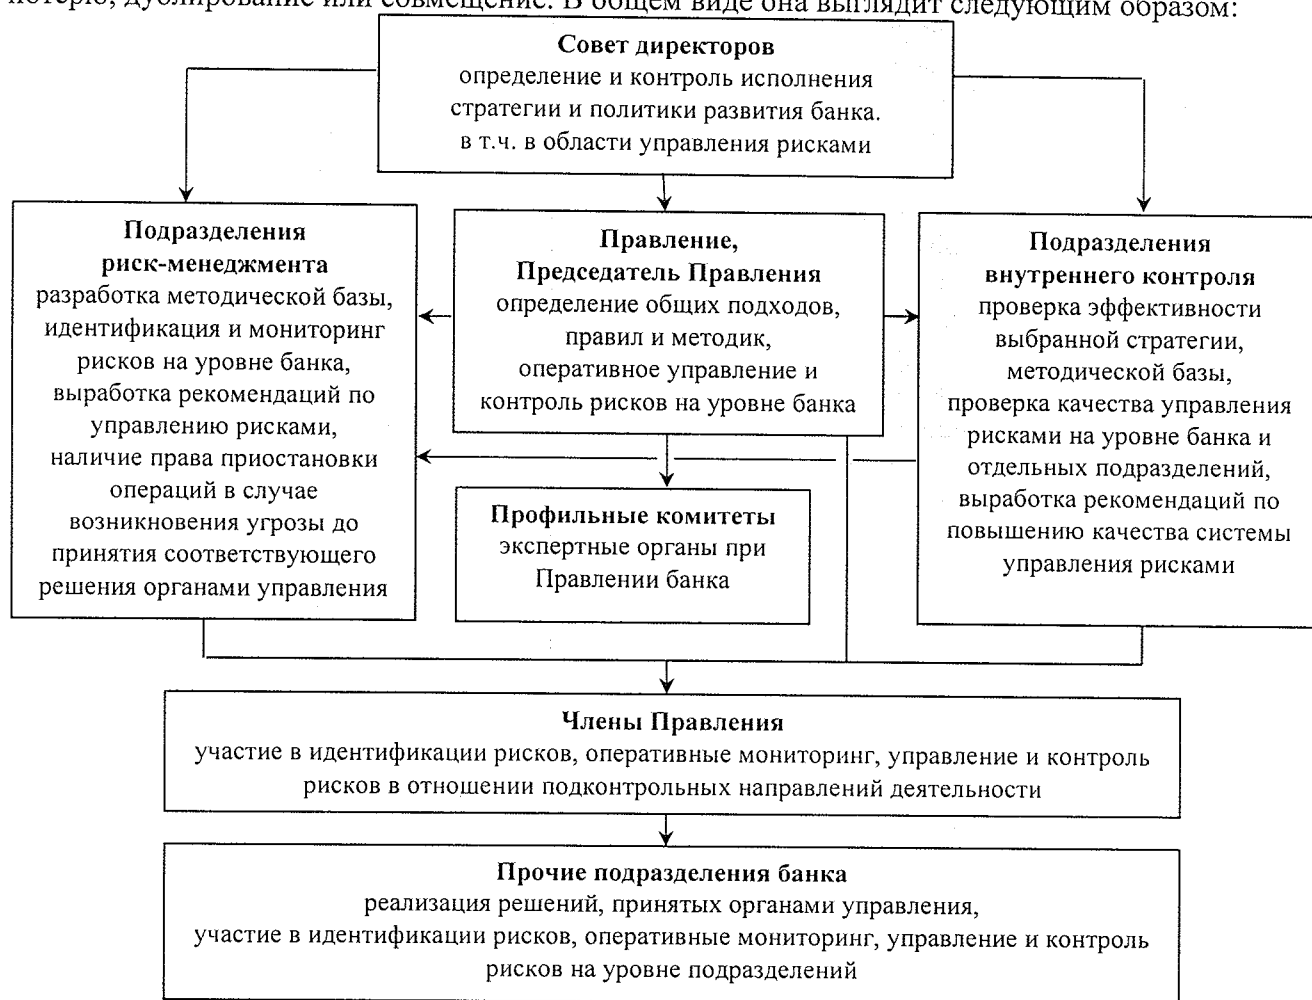 потерю, дублирование или совмещение. В общем виде она выглядит следующим образом:
Совет директоров
определение и контроль исполнения
стратегии и политики развития банка.
в т.ч. в области управления рисками
Подразделения
риск-менеджмента
разработка методической базы,
идентификация и мониторинг
рисков на уровне банка,
выработка рекомендаций по
управлению рисками,
наличие права приостановки
операций в случае
возникновения угрозы до
принятия соответствующего
решения органами управления
Правление,
Председатель Правления
определение общих подходов,
правил и методик,
оперативное управление и
контроль рисков на уровне банка
Подразделения
внутреннего контроля
проверка эффективности
выбранной стратегии,
методической базы,
проверка качества управления
рисками на уровне банка и
отдельных подразделений,
выработка рекомендаций по
повышению качества системы
управления рисками
Профильные комитеты
экспертные органы при
Правлении банка
Члены Правления
участие в идентификации рисков, оперативные мониторинг, управление и контроль
рисков в отношении подконтрольных направлений деятельности
Прочие подразделения банка
реализация решений, принятых органами управления,
участие в идентификации рисков, оперативные мониторинг, управление и контроль
рисков на уровне подразделений